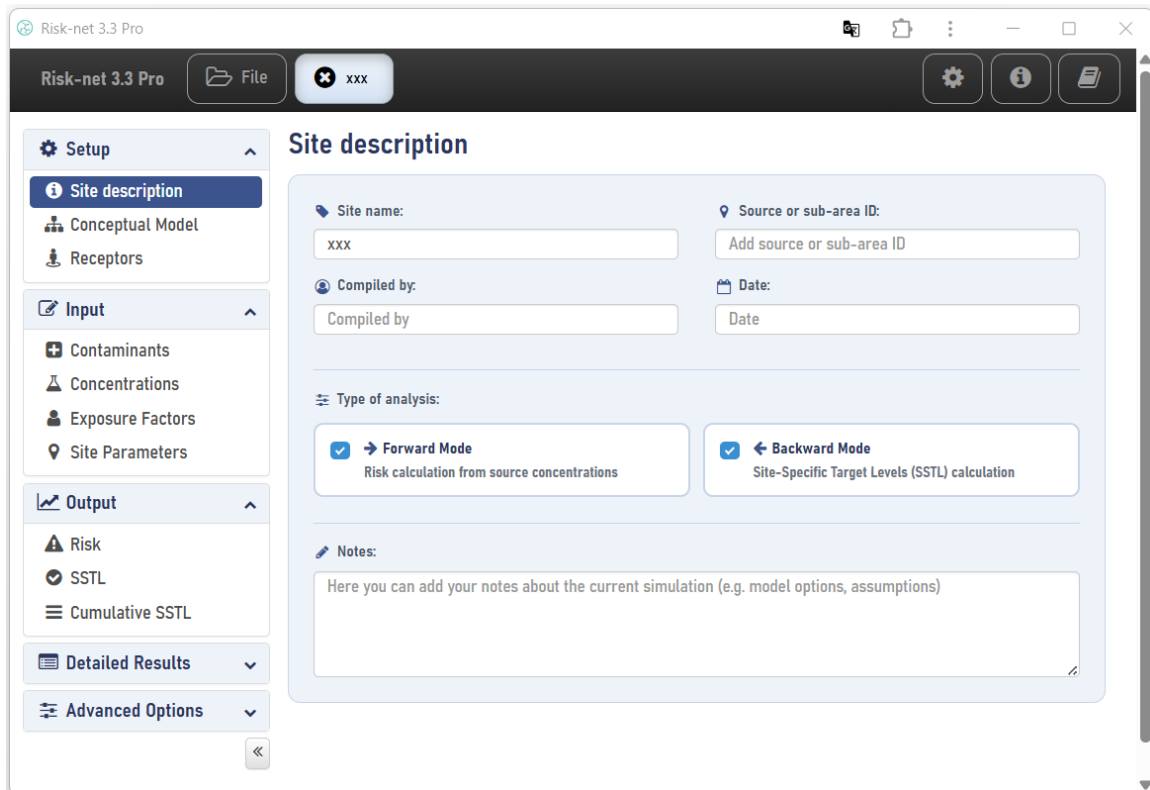 Risk-net 3.3 Pro
Risk-net 3.3 Pro
File
xxx
Setup
Site description
Conceptual Model
Receptors
Input
Contaminants
Concentrations
Exposure Factors
Site Parameters
Output
Risk
SSTL
Cumulative SSTL
Detailed Results
Advanced Options
Site description
Site name:
Source or sub-area ID:
xxx
Add source or sub-area ID
Compiled by:
Date:
Compiled by
Date
Type of analysis:
Forward Mode
Risk calculation from source concentrations
Backward Mode
Site-Specific Target Levels (SSTL) calculation
Notes:
Here you can add your notes about the current simulation (e.g. model options, assumptions)